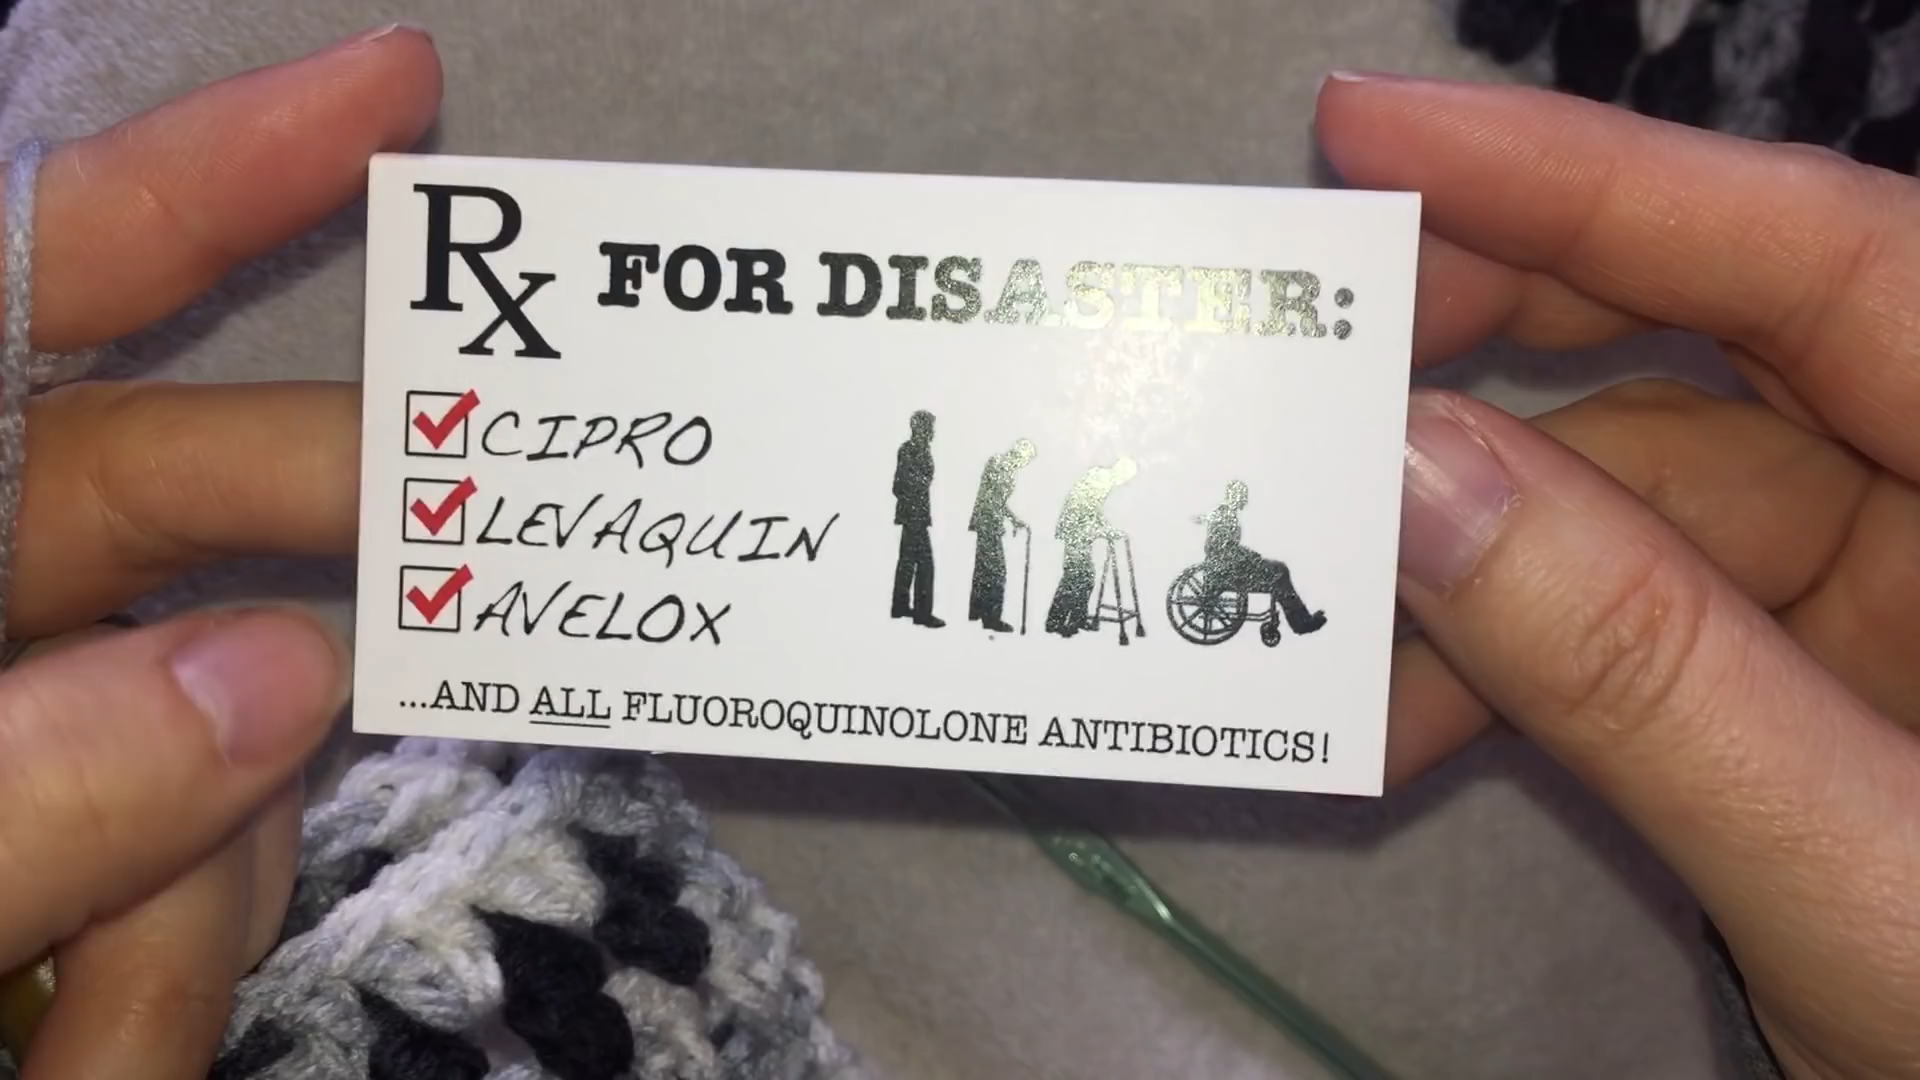 Rx FOR DISASTER:
CIPRO
LEVAQUIN
AVELOX
...AND ALL FLUOROQUINOLONE ANTIBIOTICS!